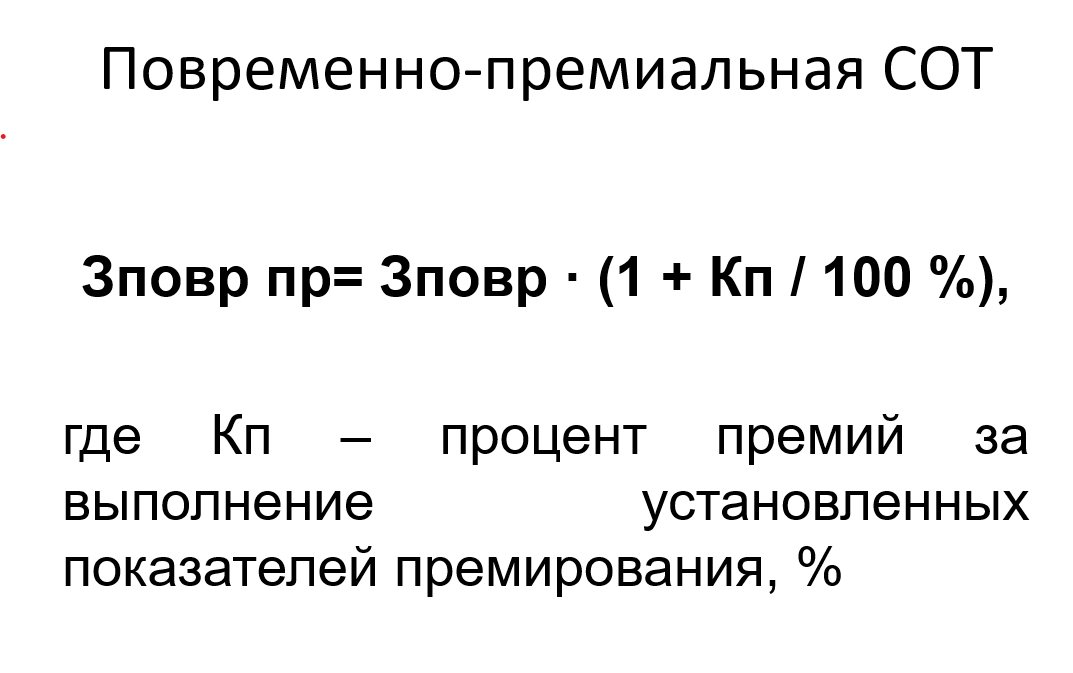 Повременно-премиальная СОТ
Зповр пр= Зповр · (1 + Кп / 100 %),
где Кп – процент премий за
выполнение установленных
показателей премирования, %